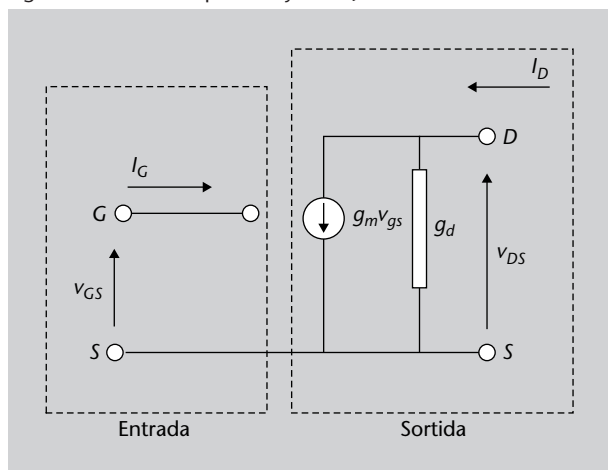 I_D
D
I_G
G
g_m v_gs
g_d
v_DS
v_GS
S
S
Entrada
Sortida